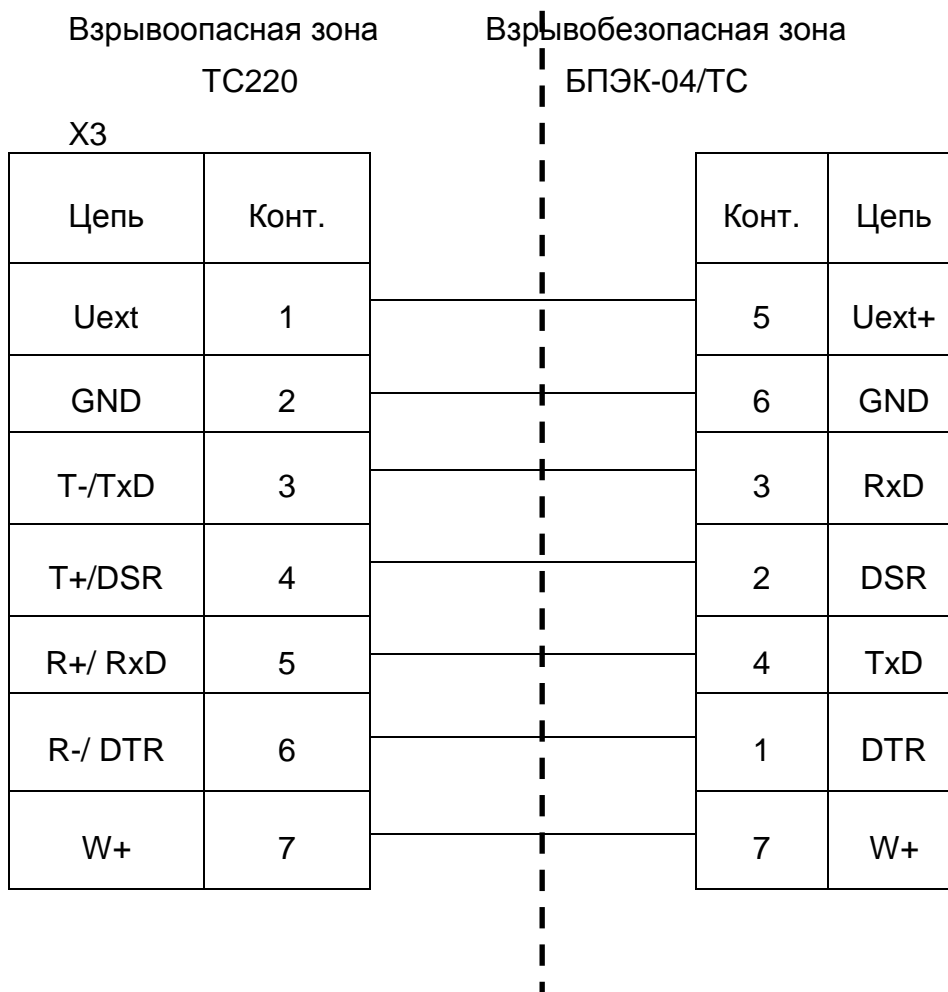 Взрывоопасная зона Взрывобезопасная зона
ТС220 БПЭК-04/ТС
Х3
Цепь Конт. Конт. Цепь
Uext 1 5 Uext+
GND 2 6 GND
T-/TxD 3 3 RxD
T+/DSR 4 2 DSR
R+/ RxD 5 4 TxD
R-/ DTR 6 1 DTR
W+ 7 7 W+